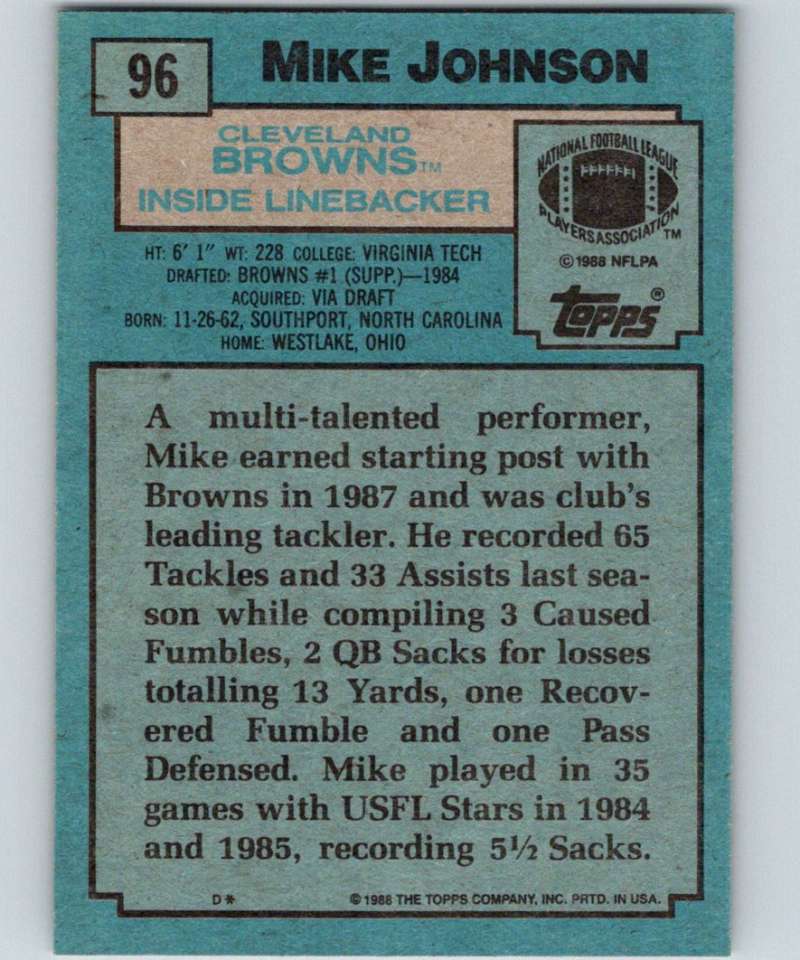 96
MIKE JOHNSON
CLEVELAND
BROWNS™
INSIDE LINEBACKER
NATIONAL FOOTBALL LEAGUE
PLAYERS ASSOCIATION™
©1988 NFLPA
Topps®
HT: 6' 1" WT: 228 COLLEGE: VIRGINIA TECH
DRAFTED: BROWNS #1 (SUPP.)—1984
ACQUIRED: VIA DRAFT
BORN: 11-26-62, SOUTHPORT, NORTH CAROLINA
HOME: WESTLAKE, OHIO
A multi-talented performer,
Mike earned starting post with
Browns in 1987 and was club's
leading tackler. He recorded 65
Tackles and 33 Assists last sea-
son while compiling 3 Caused
Fumbles, 2 QB Sacks for losses
totalling 13 Yards, one Recov-
ered Fumble and one Pass
Defensed. Mike played in 35
games with USFL Stars in 1984
and 1985, recording 5½ Sacks.
D* ©1988 THE TOPPS COMPANY, INC. PRTD. IN USA.